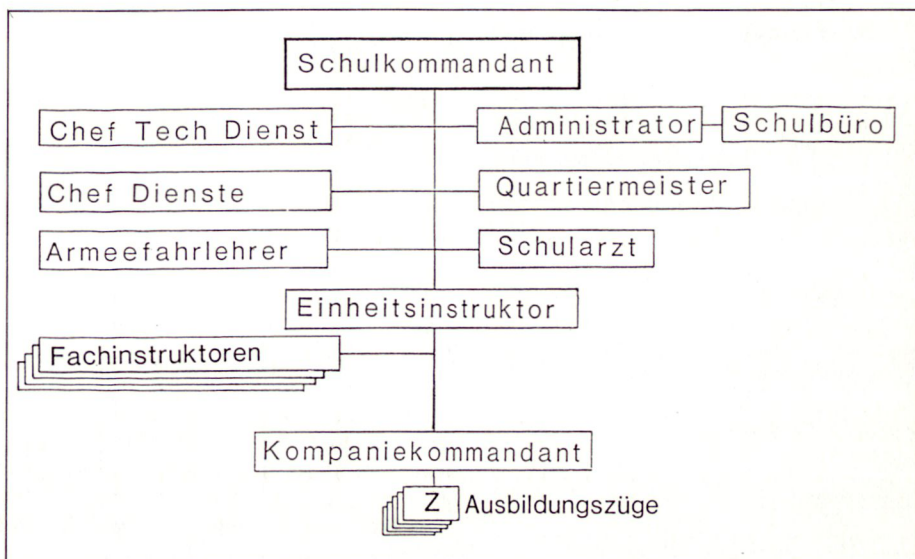 Schulkommandant
Chef Tech Dienst
Administrator
Schulbüro
Chef Dienste
Quartiermeister
Armeefahrlehrer
Schularzt
Einheitsinstruktor
Fachinstruktoren
Kompaniekommandant
Z Ausbildungszüge